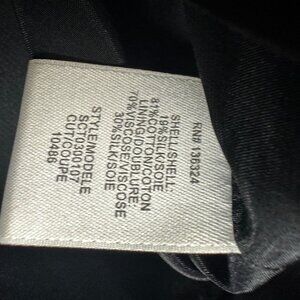 RN# 136324
SHELL/SHELL:
19% SILK/SOIE
81% COTTON/COTON
LINING/DOUBLURE:
70% VISCOSE/VISCOSE
30% SILK/SOIE
STYLE/MODELE
SCT0300107
CUT/COUPE
10486